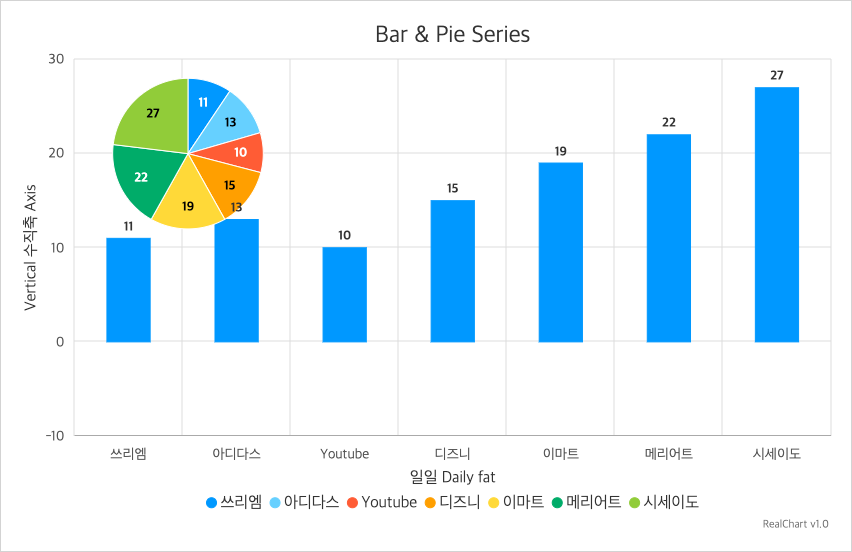 Bar & Pie Series
30
20
10
0
-10
Vertical 수직축 Axis
11
13
10
15
19
22
27
11
13
10
15
19
22
27
쓰리엠
아디다스
Youtube
디즈니
이마트
메리어트
시세이도
일일 Daily fat
쓰리엠 아디다스 Youtube 디즈니 이마트 메리어트 시세이도
RealChart v1.0